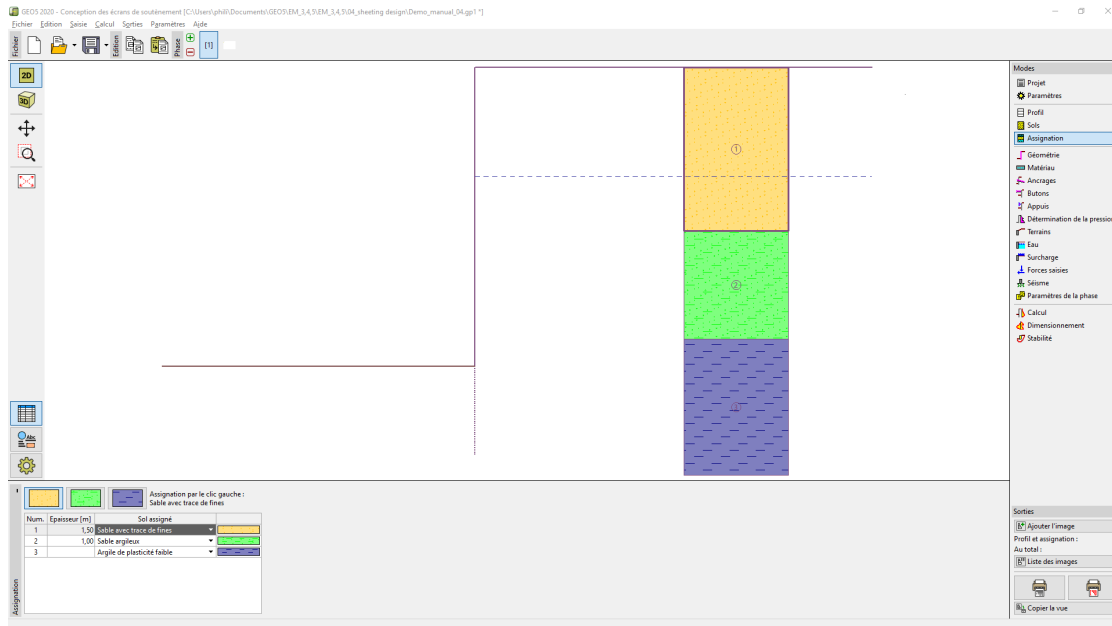 GEO5 2020 - Conception des écrans de soutènement [C:\Users\phili\Documents\GEO5\EM_3,4,5\EM_3,4,5\04_sheeting design\Demo_manual_04.gp1 *]
Fichier Edition Saisie Calcul Sorties Paramètres Aide
Fichier
Edition
Phase
[1]
2D
3D
1
2
3
Abc
Modes
Projet
Paramètres
Profil
Sols
Assignation
Géométrie
Matériau
Ancrages
Butons
Appuis
Détermination de la pression
Terrains
Eau
Surcharge
Forces saisies
Séisme
Paramètres de la phase
Calcul
Dimensionnement
Stabilité
Assignation
Assignation par le clic gauche :
Sable avec trace de fines
Num. Epaisseur [m] Sol assigné
1 1,50 Sable avec trace de fines
2 1,00 Sable argileux
3 Argile de plasticité faible
Sorties
Ajouter l'image
Profil et assignation :
Au total :
Liste des images
Copier la vue